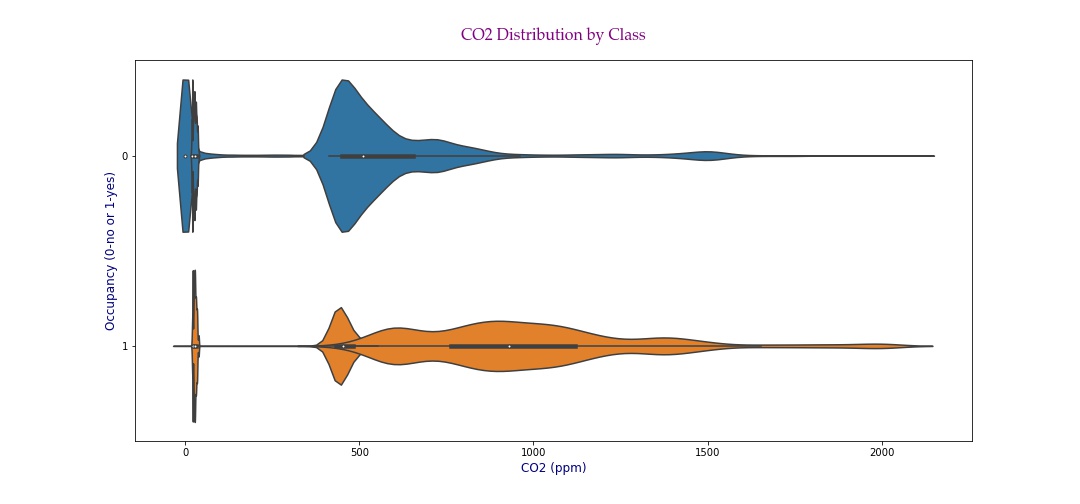 CO2 Distribution by Class
Occupancy (0-no or 1-yes)
0
1
0
500
1000
1500
2000
CO2 (ppm)